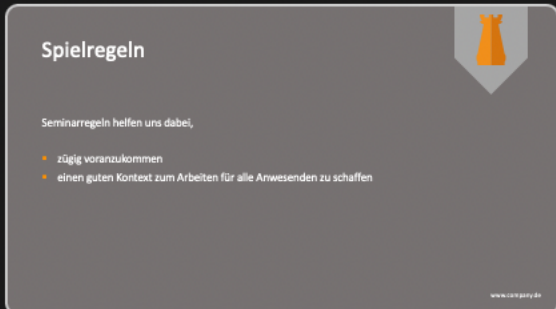 Spielregeln
Seminarregeln helfen uns dabei,
zügig voranzukommen
einen guten Kontext zum Arbeiten für alle Anwesenden zu schaffen
www.company.de